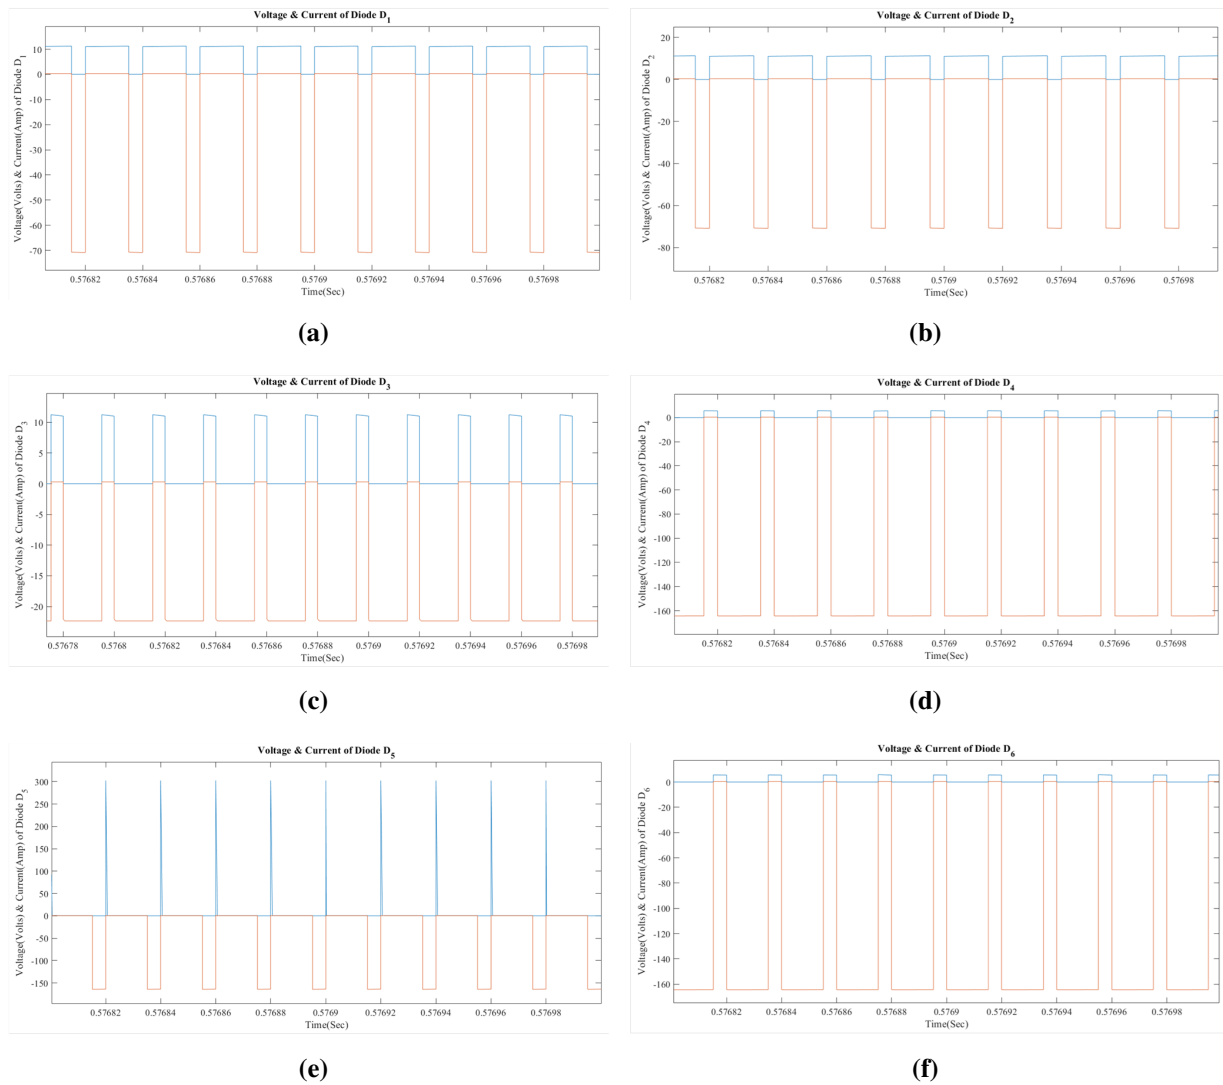 Voltage & Current of Diode D1
Voltage(Volts) & Current(Amp) of Diode D1
10
0
-10
-20
-30
-40
-50
-60
-70
0.57682 0.57684 0.57686 0.57688 0.5769 0.57692 0.57694 0.57696 0.57698
Time(Sec)
(a)
Voltage & Current of Diode D2
Voltage(Volts) & Current(Amp) of Diode D2
20
0
-20
-40
-60
-80
0.57682 0.57684 0.57686 0.57688 0.5769 0.57692 0.57694 0.57696 0.57698
Time(Sec)
(b)
Voltage & Current of Diode D3
Voltage(Volts) & Current(Amp) of Diode D3
10
5
0
-5
-10
-15
-20
0.57678 0.5768 0.57682 0.57684 0.57686 0.57688 0.5769 0.57692 0.57694 0.57696 0.57698
Time(Sec)
(c)
Voltage & Current of Diode D4
Voltage(Volts) & Current(Amp) of Diode D4
0
-20
-40
-60
-80
-100
-120
-140
-160
0.57682 0.57684 0.57686 0.57688 0.5769 0.57692 0.57694 0.57696 0.57698
Time(Sec)
(d)
Voltage & Current of Diode D5
Voltage(Volts) & Current(Amp) of Diode D5
300
250
200
150
100
50
0
-50
-100
-150
0.57682 0.57684 0.57686 0.57688 0.5769 0.57692 0.57694 0.57696 0.57698
Time(Sec)
(e)
Voltage & Current of Diode D6
Voltage(Volts) & Current(Amp) of Diode D6
0
-20
-40
-60
-80
-100
-120
-140
-160
0.57682 0.57684 0.57686 0.57688 0.5769 0.57692 0.57694 0.57696 0.57698
Time(Sec)
(f)